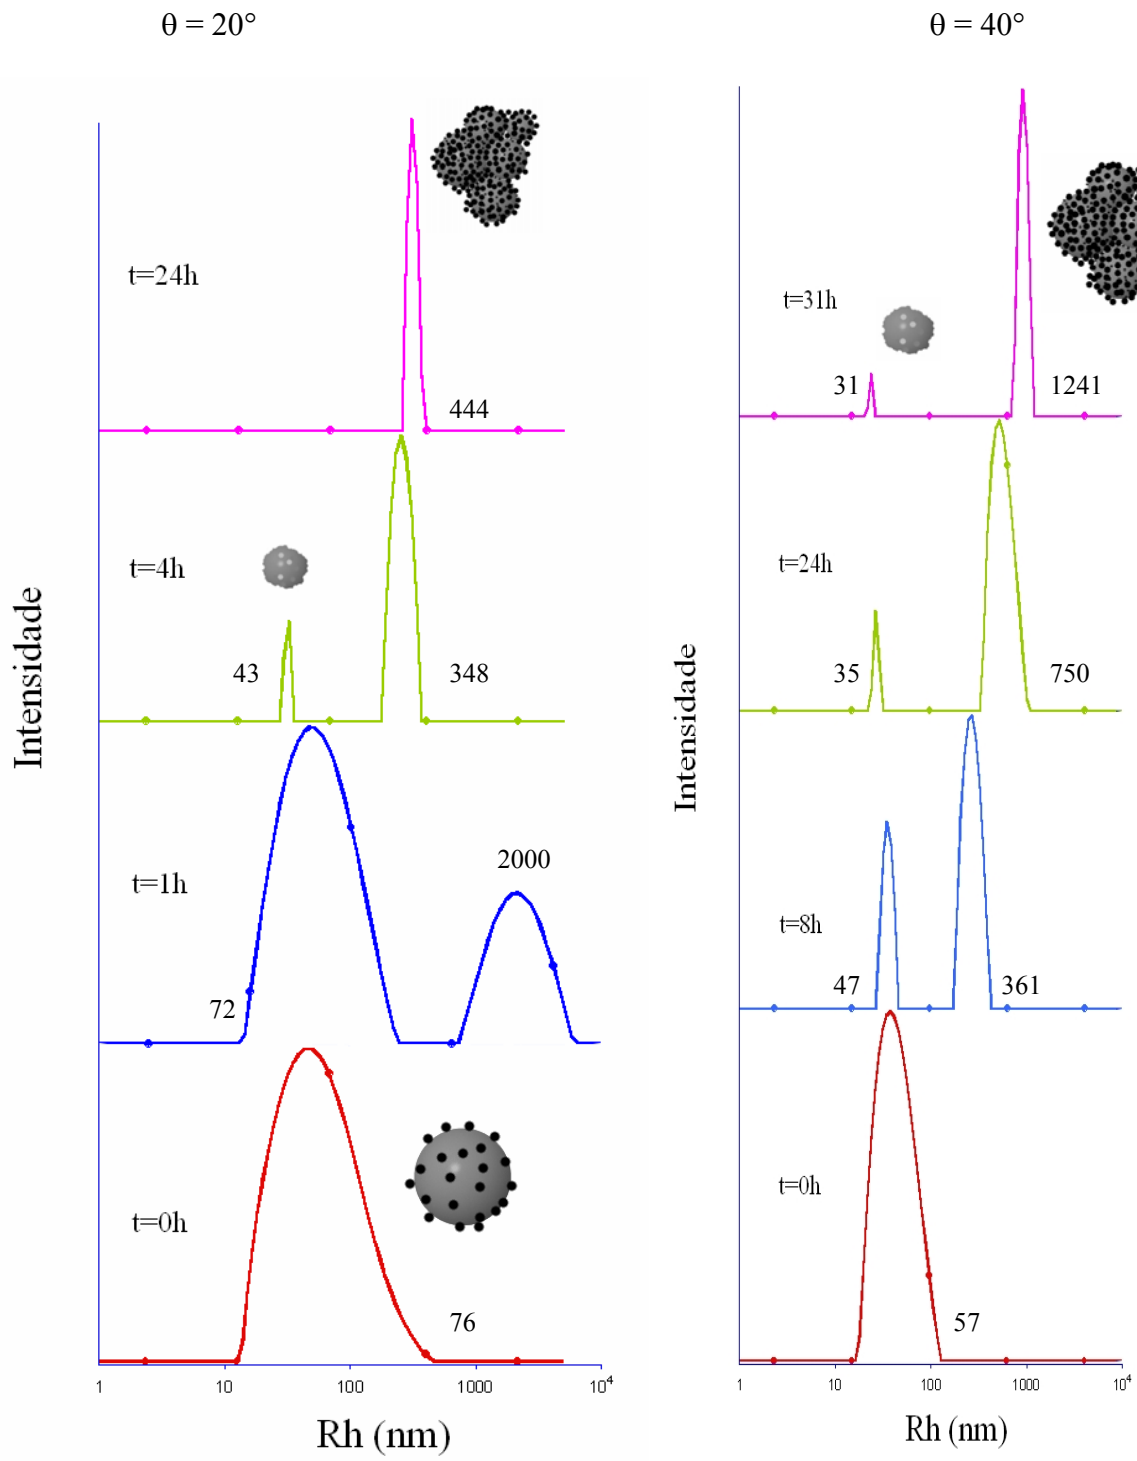 θ = 20°
θ = 40°
t=24h
444
t=4h
43
348
Intensidade
2000
t=1h
72
t=0h
76
1
10
100
1000
10⁴
Rh (nm)
t=31h
31
1241
t=24h
35
750
Intensidade
t=8h
47
361
t=0h
57
1
10
100
1000
10⁴
Rh (nm)